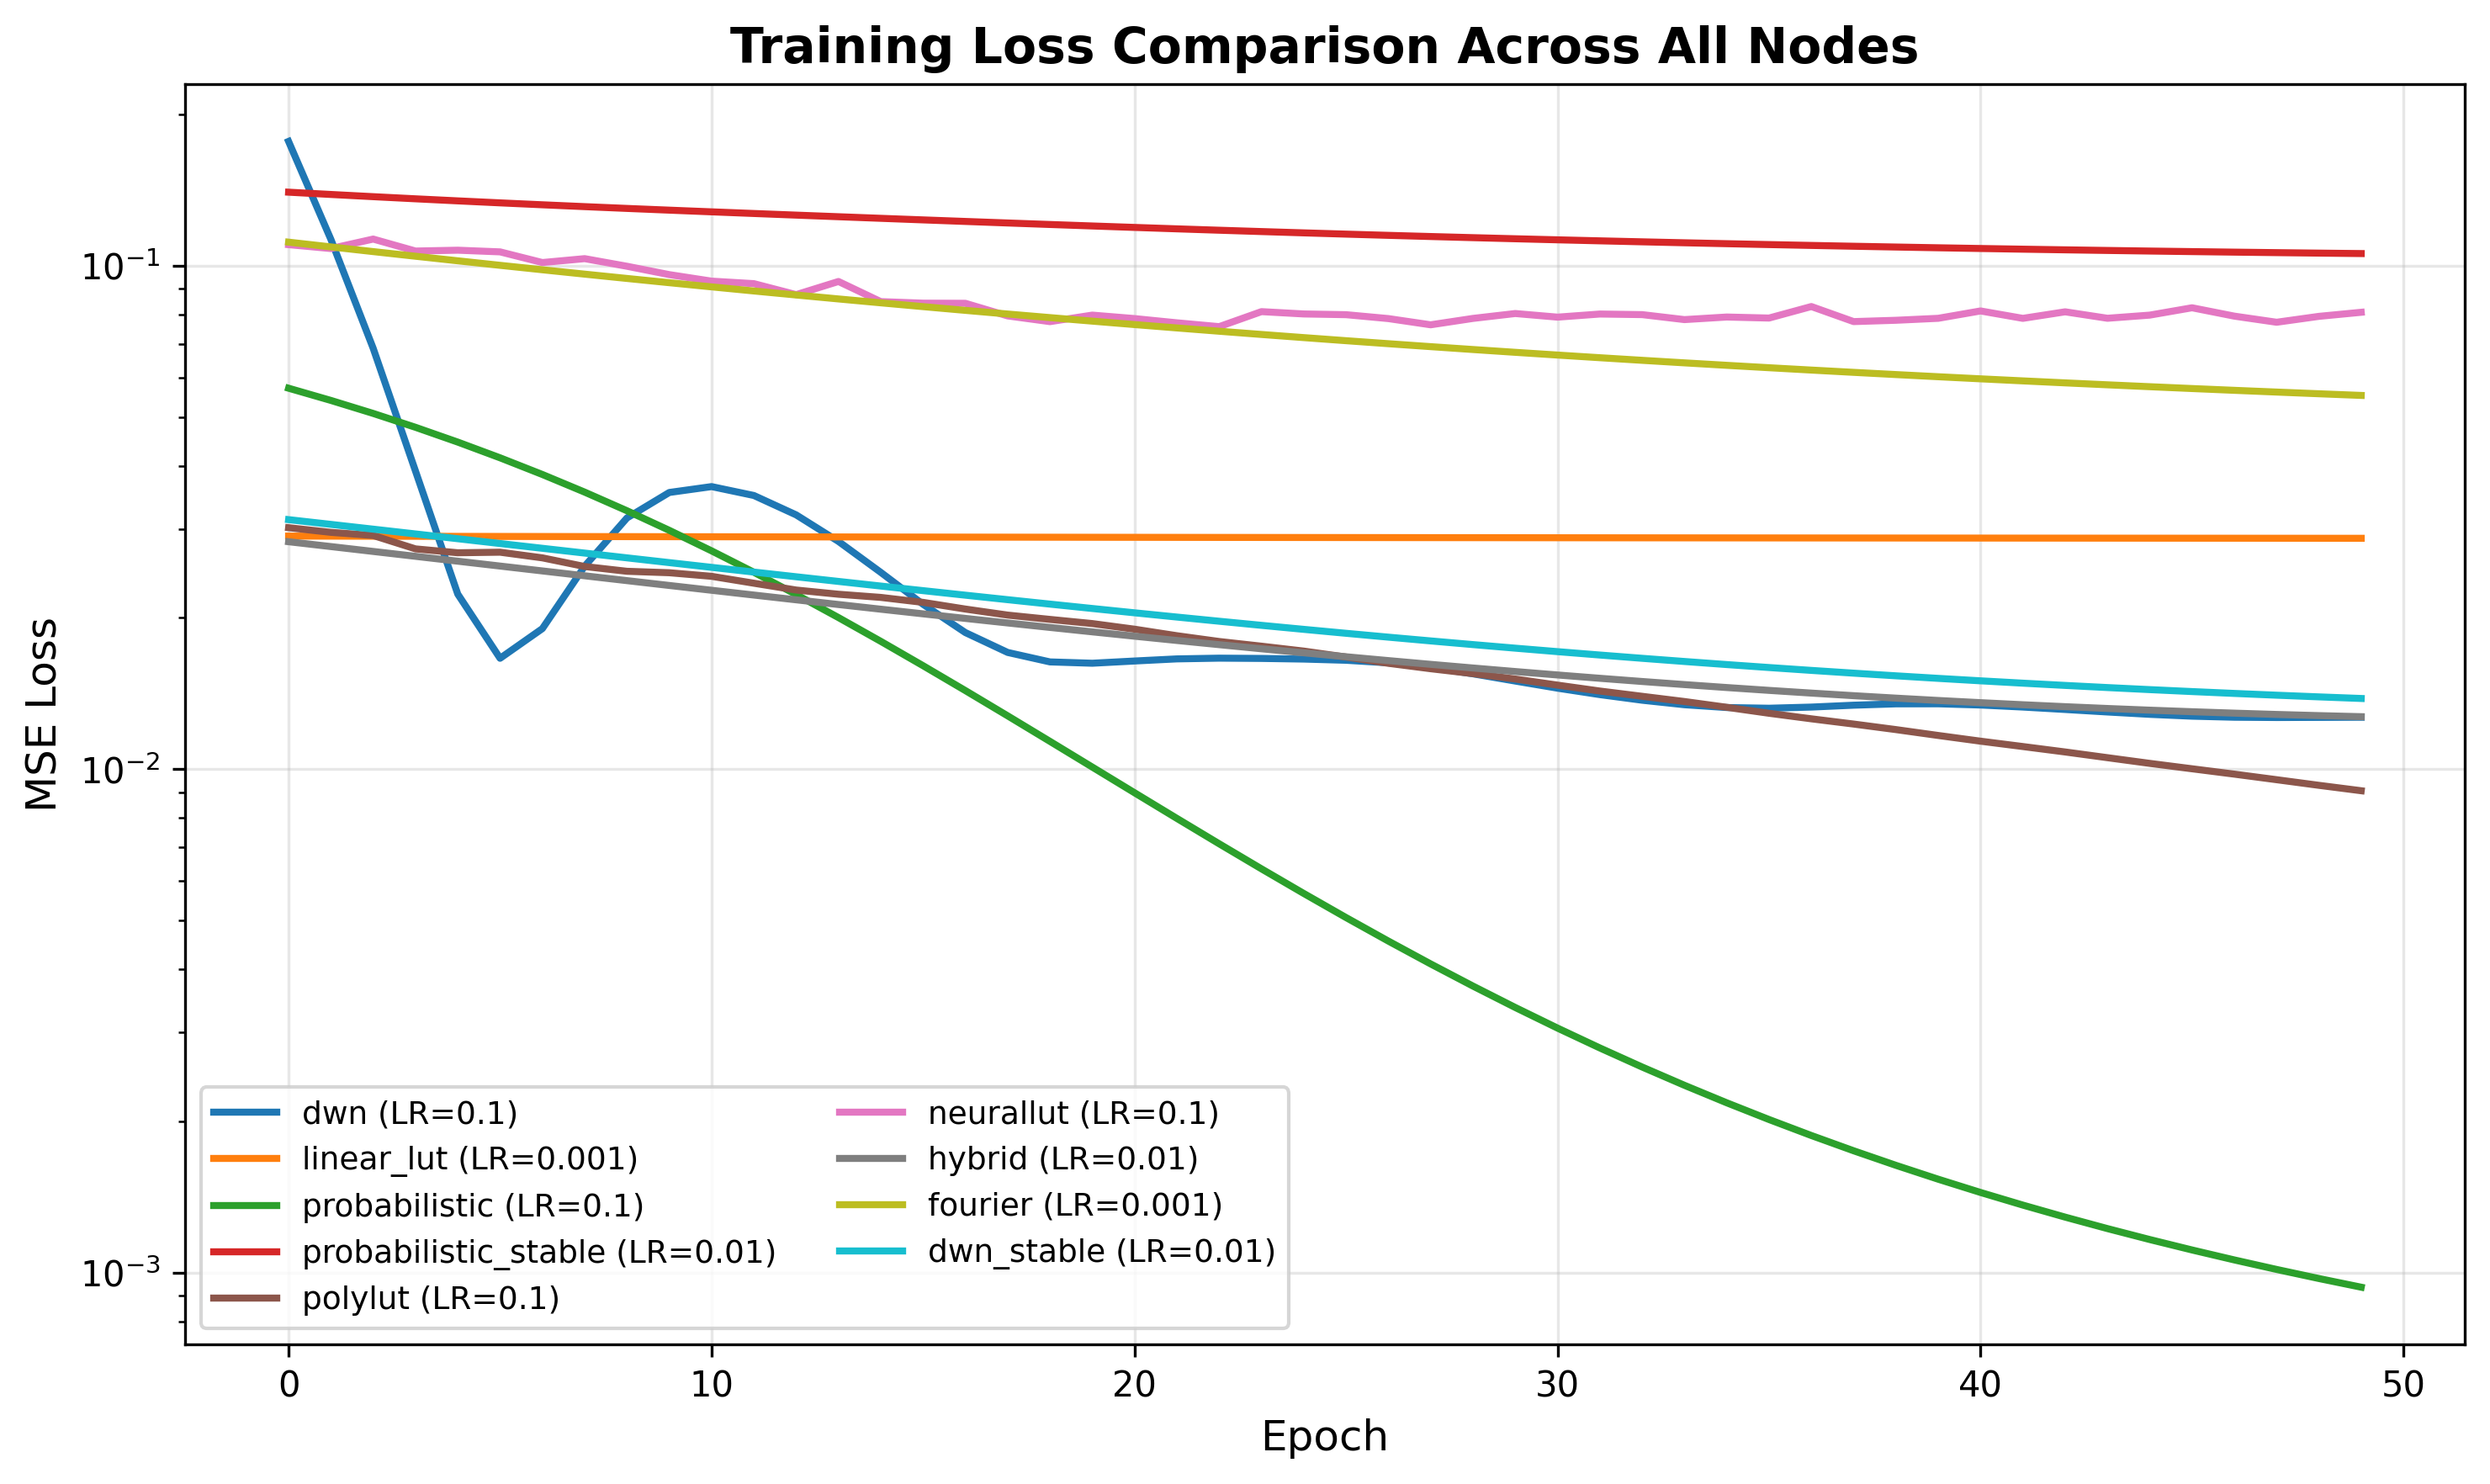 Training Loss Comparison Across All Nodes
MSE Loss
10⁻¹
10⁻²
10⁻³
dwn (LR=0.1)
linear_lut (LR=0.001)
probabilistic (LR=0.1)
probabilistic_stable (LR=0.01)
polylut (LR=0.1)
neurallut (LR=0.1)
hybrid (LR=0.01)
fourier (LR=0.001)
dwn_stable (LR=0.01)
0 10 20 30 40 50
Epoch